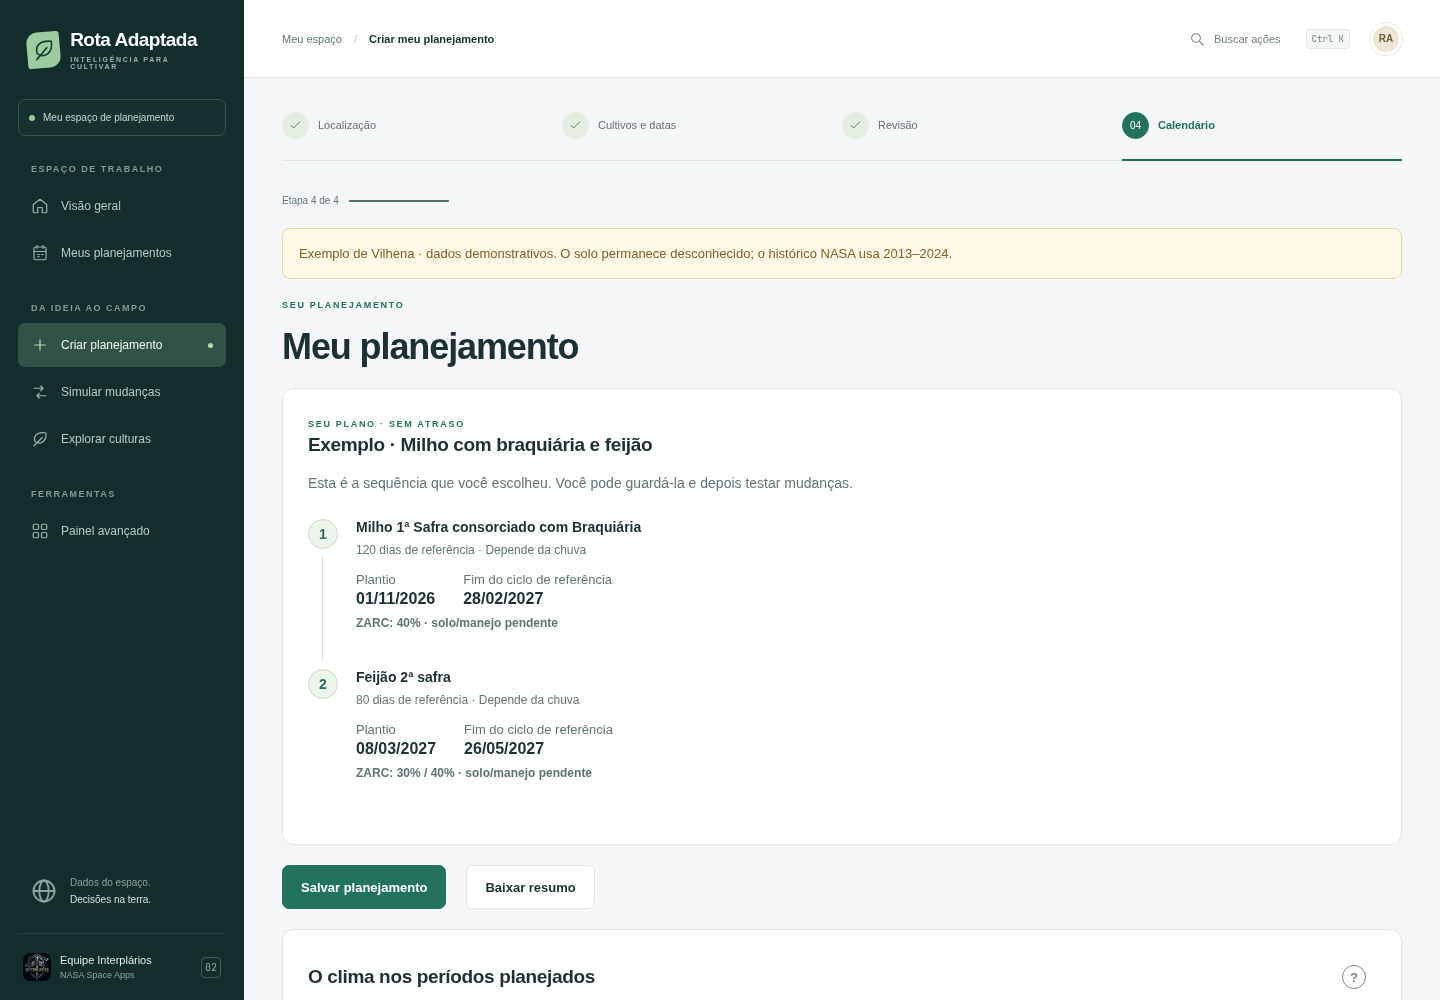 Rota Adaptada
INTELIGÊNCIA PARA
CULTIVAR
Meu espaço de planejamento
ESPAÇO DE TRABALHO
Visão geral
Meus planejamentos
DA IDEIA AO CAMPO
Criar planejamento
Simular mudanças
Explorar culturas
FERRAMENTAS
Painel avançado
Dados do espaço.
Decisões na terra.
Equipe Interplários
NASA Space Apps
02
Meu espaço / Criar meu planejamento
Buscar ações Ctrl K RA
Localização
Cultivos e datas
Revisão
04 Calendário
Etapa 4 de 4
Exemplo de Vilhena · dados demonstrativos. O solo permanece desconhecido; o histórico NASA usa 2013–2024.
SEU PLANEJAMENTO
Meu planejamento
SEU PLANO · SEM ATRASO
Exemplo · Milho com braquiária e feijão
Esta é a sequência que você escolheu. Você pode guardá-la e depois testar mudanças.
1 Milho 1ª Safra consorciado com Braquiária
120 dias de referência · Depende da chuva
Plantio Fim do ciclo de referência
01/11/2026 28/02/2027
ZARC: 40% · solo/manejo pendente
2 Feijão 2ª safra
80 dias de referência · Depende da chuva
Plantio Fim do ciclo de referência
08/03/2027 26/05/2027
ZARC: 30% / 40% · solo/manejo pendente
Salvar planejamento Baixar resumo
O clima nos períodos planejados ?